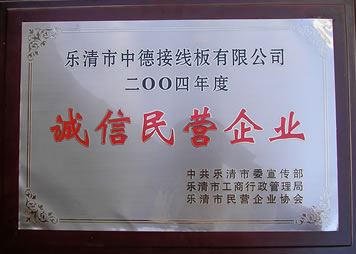 乐清市中德接线板有限公司
二〇〇四年度
诚信民营企业
中共乐清市委宣传部
乐清市工商行政管理局
乐清市民营企业协会